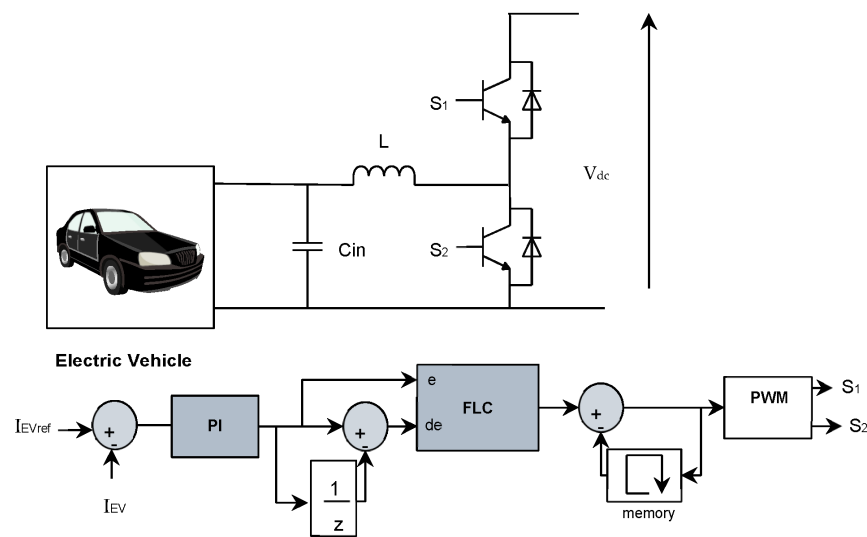 S1
L
Vdc
Cin
S2
Electric Vehicle
IEVref
+
-
IEV
PI
1
z
+
-
e
de
FLC
+
-
memory
PWM
S1
S2